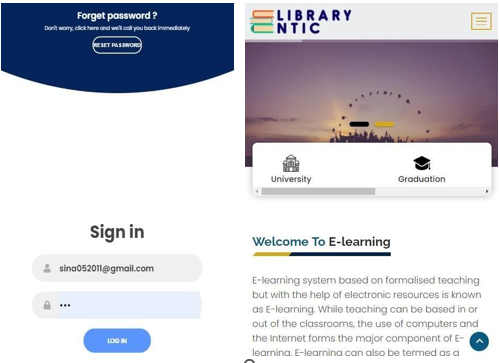 Forget password ?
Don't worry, click here and we'll call you back immediately
RESET PASSWORD
Sign in
sina052011@gmail.com
•••
LOG IN
LIBRARY
NTIC
University
Graduation
Welcome To E-learning
E-learning system based on formalised teaching
but with the help of electronic resources is known
as E-learning. While teaching can be based in or
out of the classrooms, the use of computers and
the Internet forms the major component of E-
learning. E-learning can also be termed as a